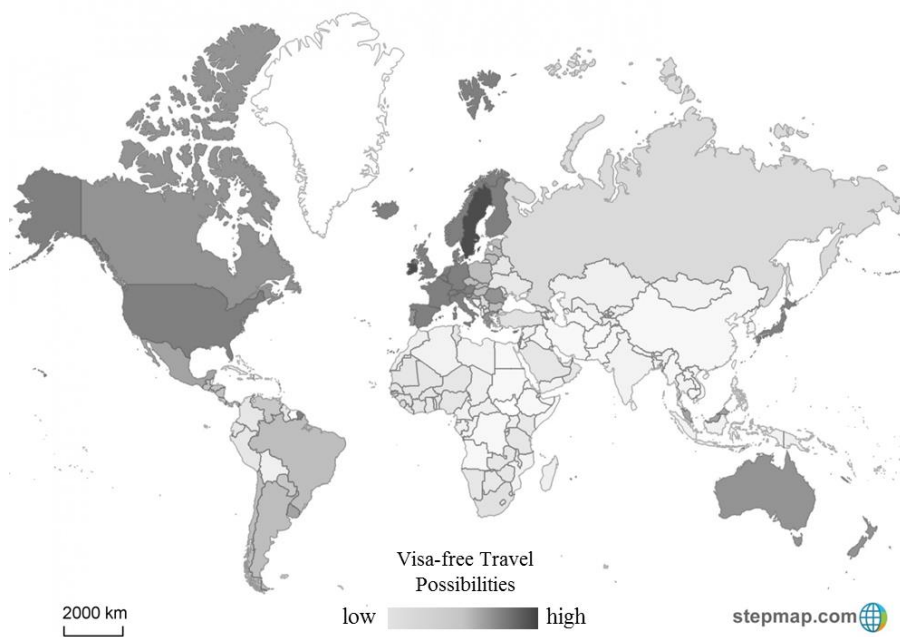 Visa-free Travel
Possibilities
low high
2000 km
stepmap.com